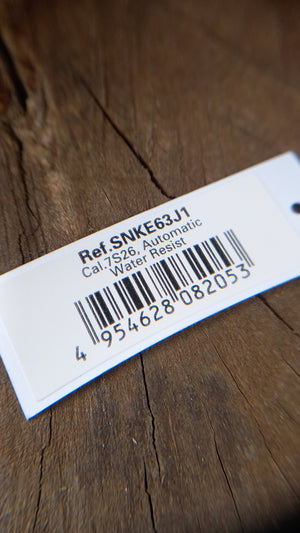 Ref.SNKE63J1
Cal.7S26, Automatic
Water Resist
4 954628 082053